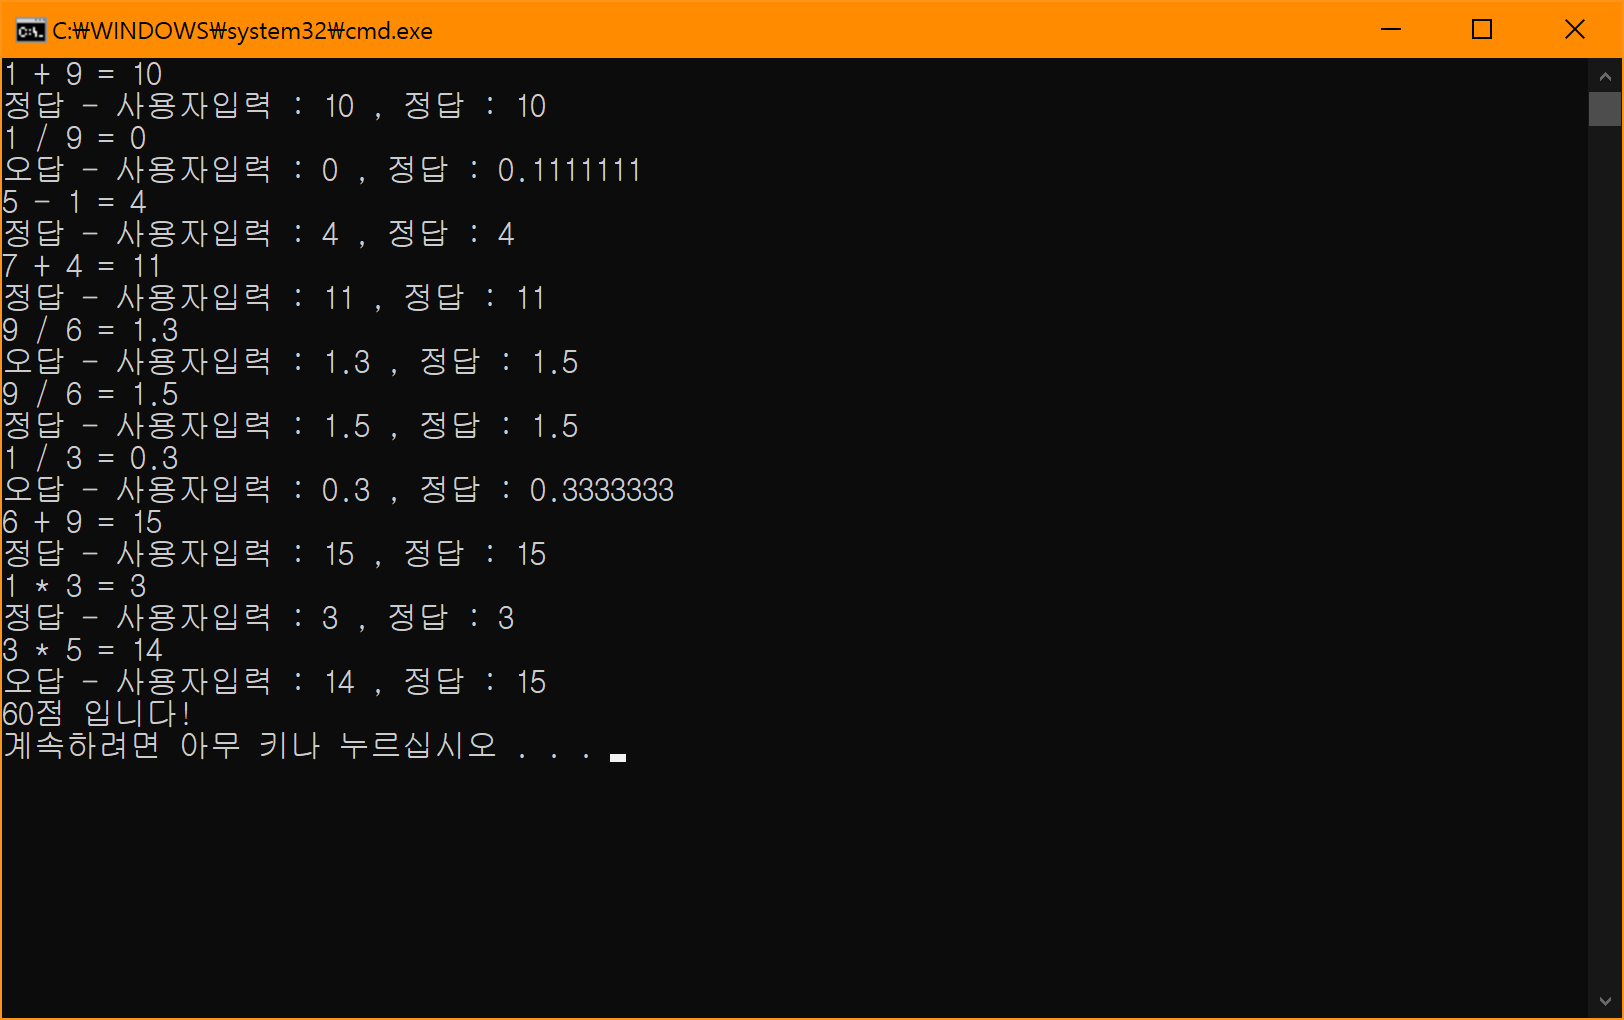 C:₩WINDOWS₩system32₩cmd.exe
1 + 9 = 10
정답 - 사용자입력 : 10 , 정답 : 10
1 / 9 = 0
오답 - 사용자입력 : 0 , 정답 : 0.1111111
5 - 1 = 4
정답 - 사용자입력 : 4 , 정답 : 4
7 + 4 = 11
정답 - 사용자입력 : 11 , 정답 : 11
9 / 6 = 1.3
오답 - 사용자입력 : 1.3 , 정답 : 1.5
9 / 6 = 1.5
정답 - 사용자입력 : 1.5 , 정답 : 1.5
1 / 3 = 0.3
오답 - 사용자입력 : 0.3 , 정답 : 0.3333333
6 + 9 = 15
정답 - 사용자입력 : 15 , 정답 : 15
1 * 3 = 3
정답 - 사용자입력 : 3 , 정답 : 3
3 * 5 = 14
오답 - 사용자입력 : 14 , 정답 : 15
60점 입니다!
계속하려면 아무 키나 누르십시오 . . .